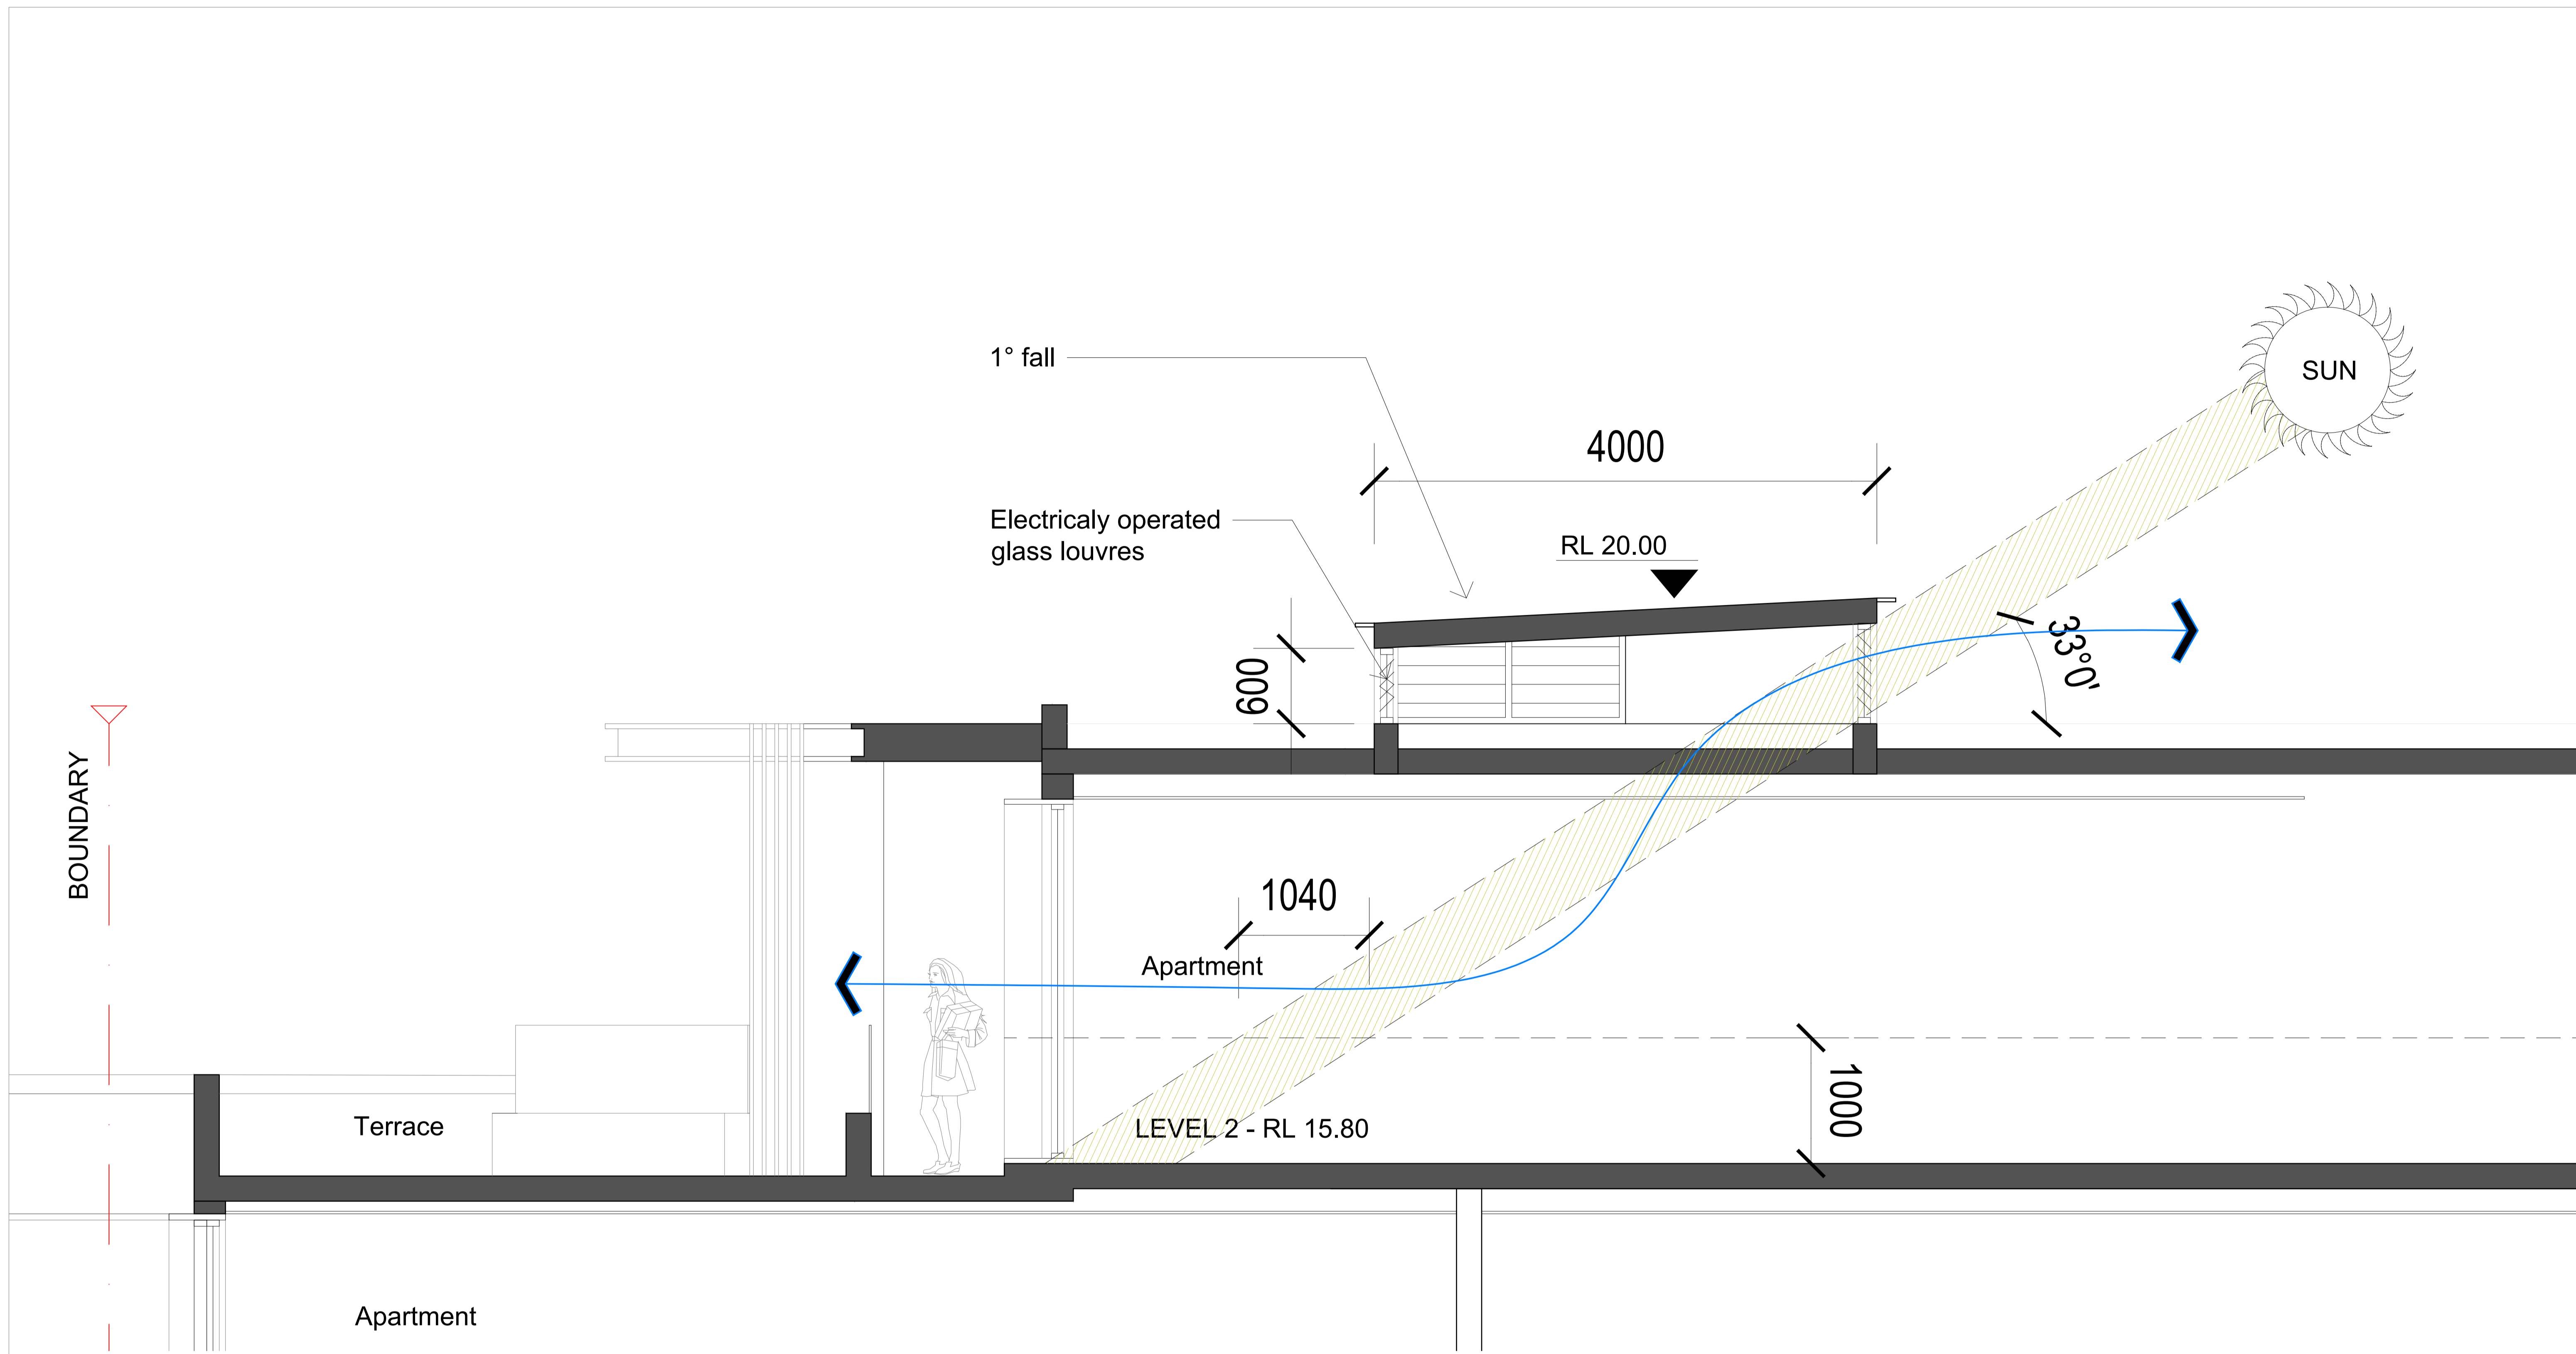 1° fall
SUN
4000
Electricaly operated
glass louvres
RL 20.00
600
33°0'
BOUNDARY
1040
Apartment
1000
Terrace
LEVEL 2 - RL 15.80
Apartment